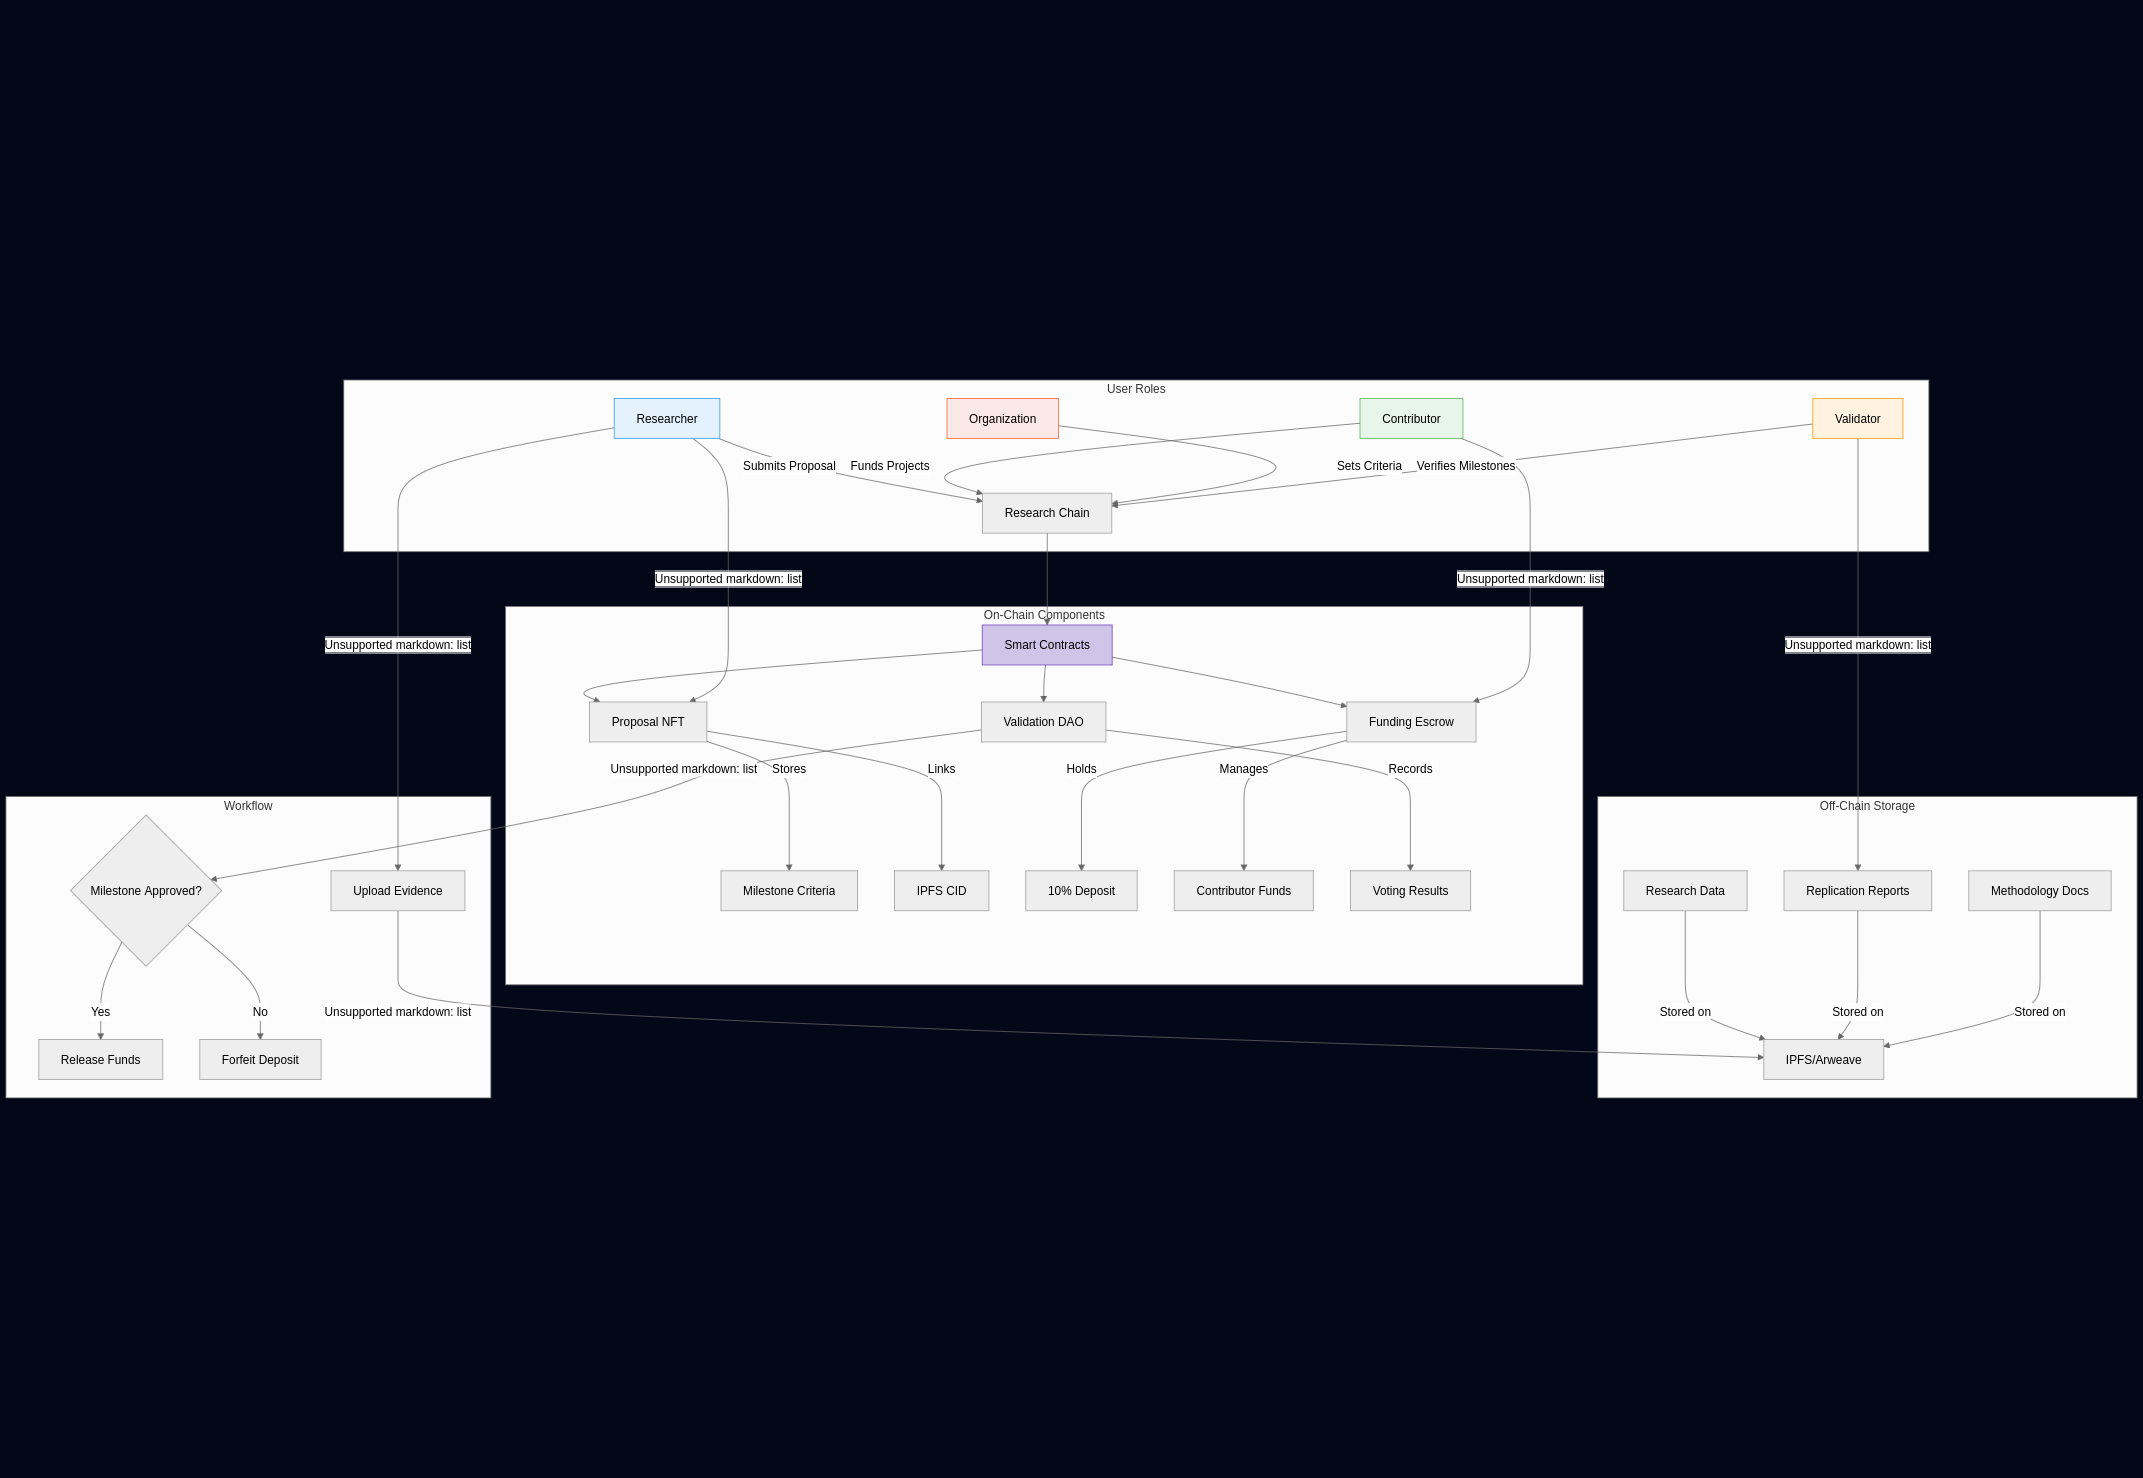 User Roles
Researcher
Organization
Contributor
Validator
Submits Proposal
Funds Projects
Sets Criteria
Verifies Milestones
Research Chain
Unsupported markdown: list
Unsupported markdown: list
On-Chain Components
Unsupported markdown: list
Smart Contracts
Unsupported markdown: list
Proposal NFT
Validation DAO
Funding Escrow
Unsupported markdown: list
Stores
Links
Holds
Manages
Records
Workflow
Off-Chain Storage
Milestone Approved?
Upload Evidence
Milestone Criteria
IPFS CID
10% Deposit
Contributor Funds
Voting Results
Research Data
Replication Reports
Methodology Docs
Yes
No
Unsupported markdown: list
Stored on
Stored on
Stored on
Release Funds
Forfeit Deposit
IPFS/Arweave